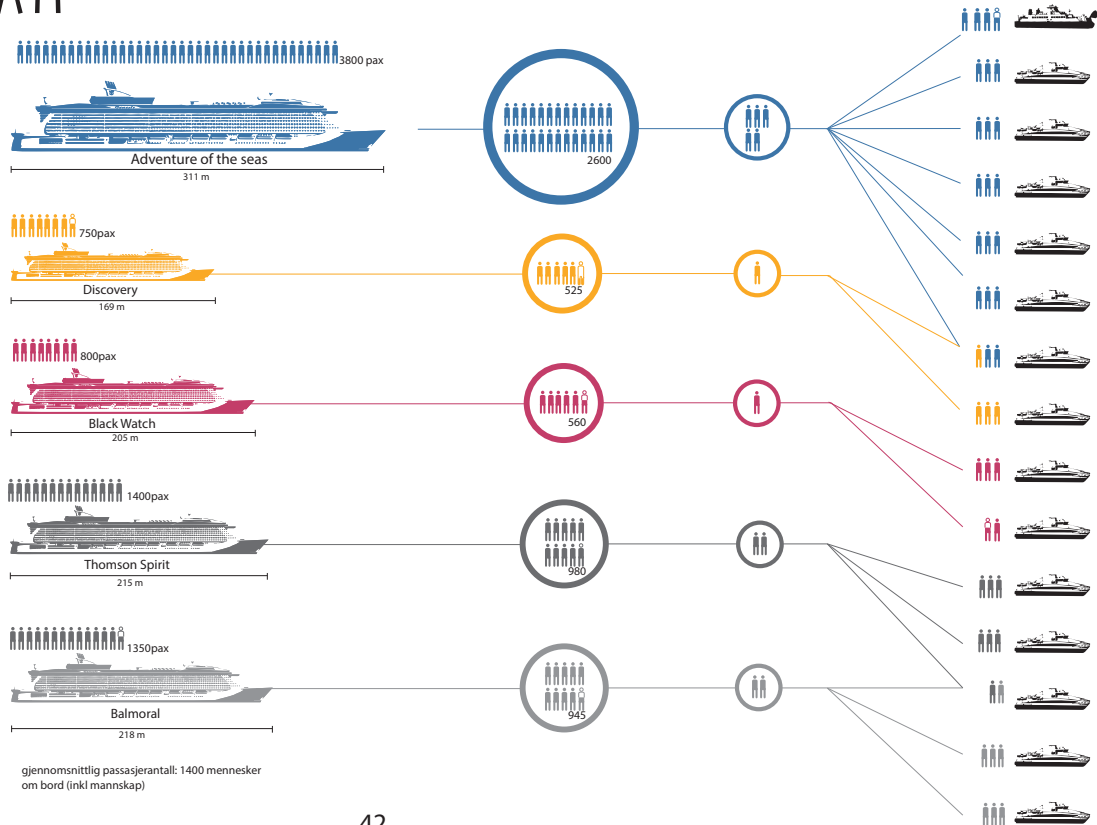 3800 pax
Adventure of the seas
311 m
2600
750pax
Discovery
169 m
525
800pax
Black Watch
205 m
560
1400pax
Thomson Spirit
215 m
980
1350pax
Balmoral
218 m
945
gjennomsnittlig passasjerantall: 1400 mennesker
om bord (inkl mannskap)
42